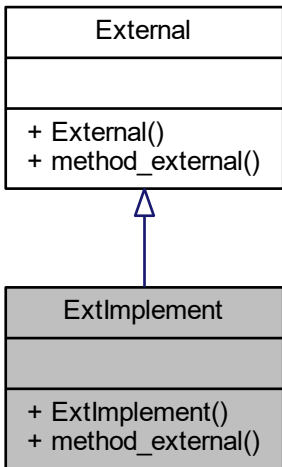 External
+ External()
+ method_external()
ExtImplement
+ ExtImplement()
+ method_external()